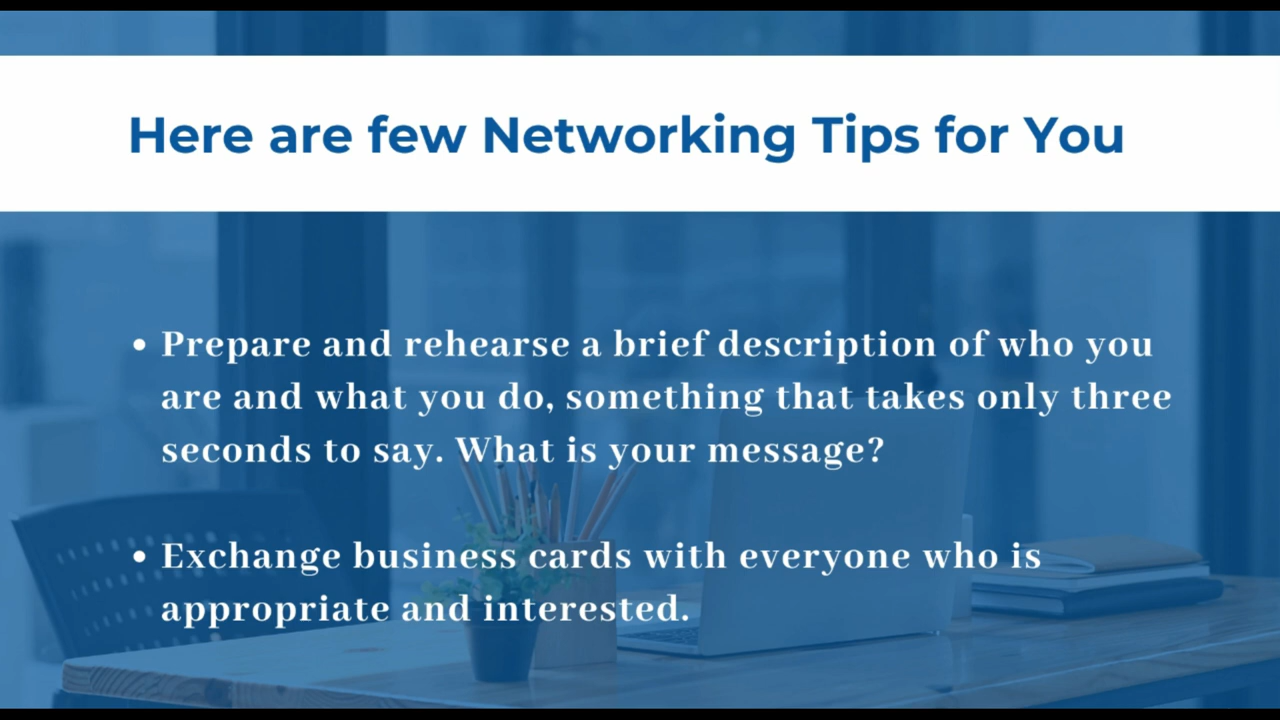 Here are few Networking Tips for You
• Prepare and rehearse a brief description of who you
are and what you do, something that takes only three
seconds to say. What is your message?
• Exchange business cards with everyone who is
appropriate and interested.